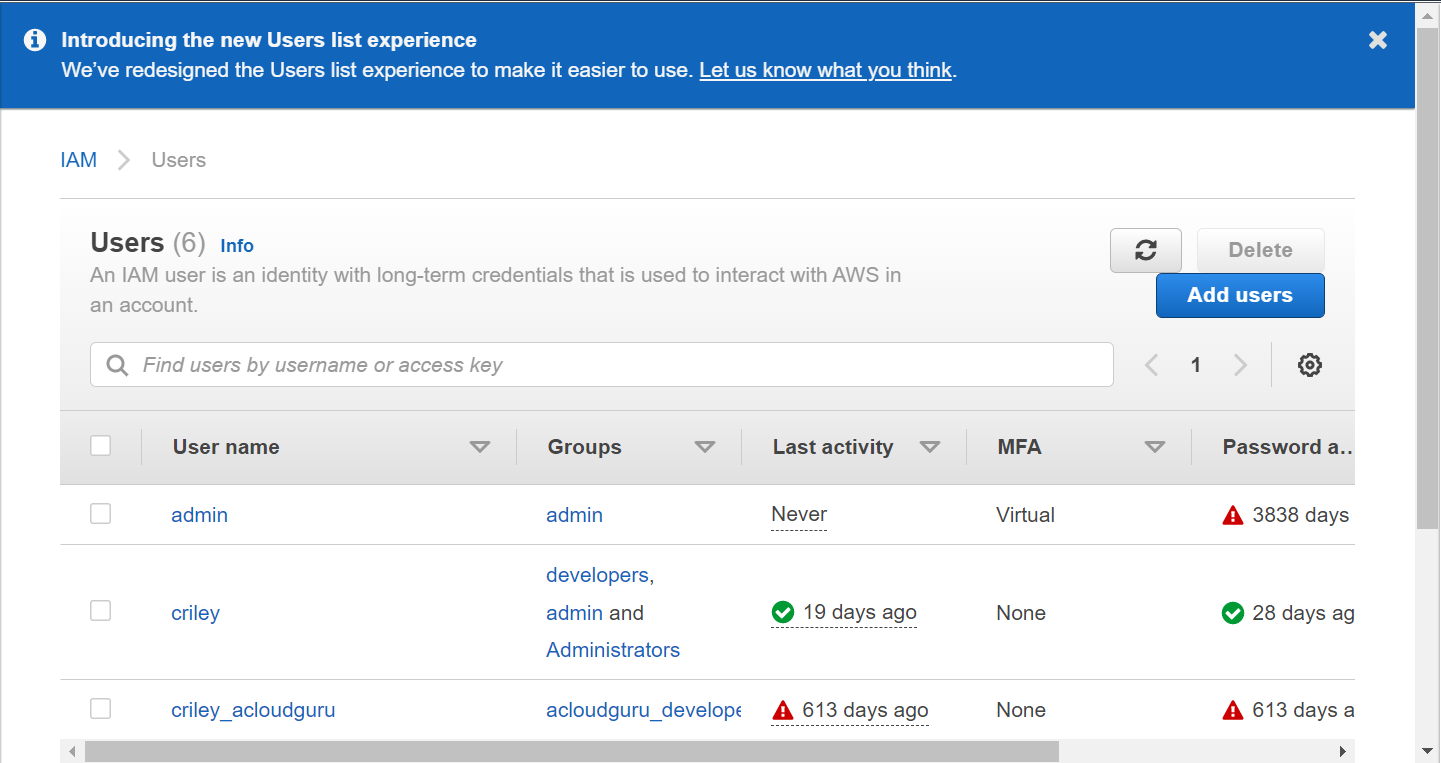 Introducing the new Users list experience
We’ve redesigned the Users list experience to make it easier to use. Let us know what you think.
IAM Users
Users (6) Info
An IAM user is an identity with long-term credentials that is used to interact with AWS in
an account.
Delete
Add users
Find users by username or access key
1
User name Groups Last activity MFA Password a...
admin admin Never Virtual 3838 days
developers,
criley admin and 19 days ago None 28 days ag
Administrators
criley_acloudguru acloudguru_develope 613 days ago None 613 days a